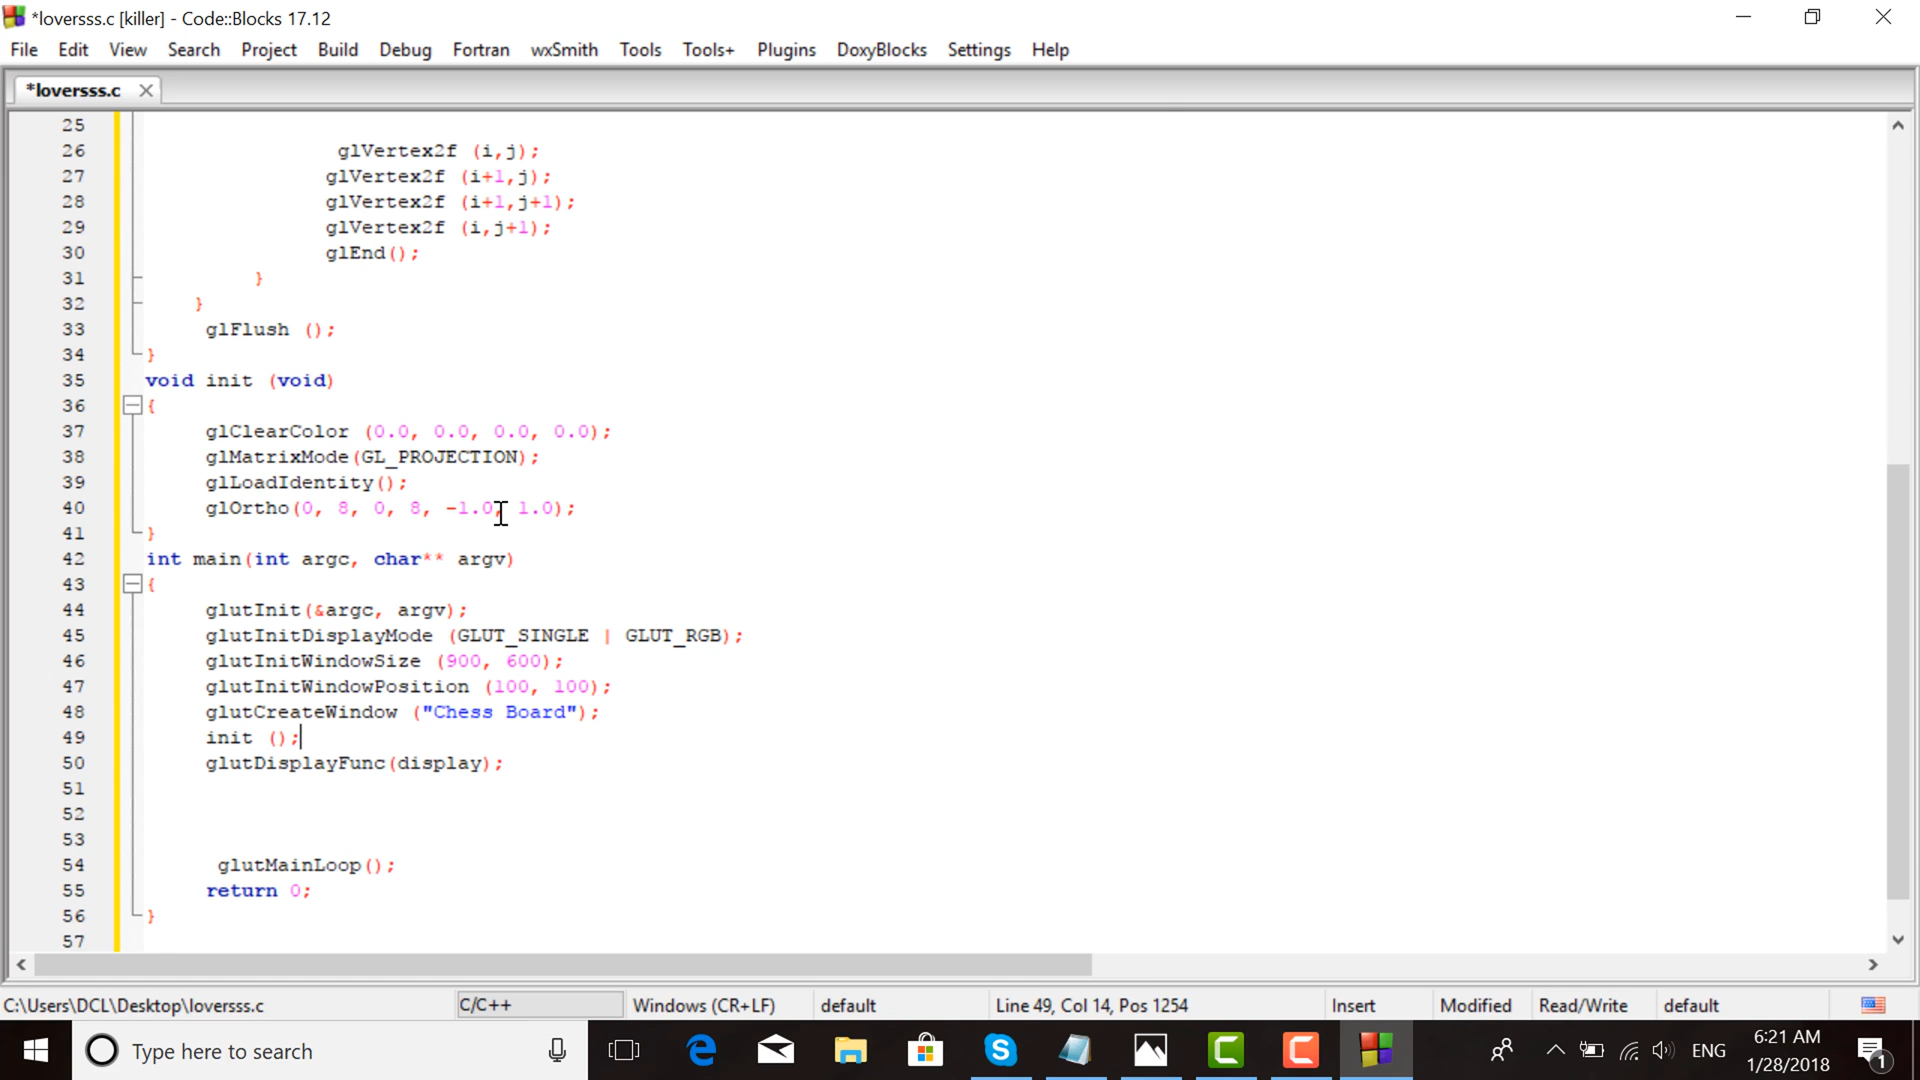 *loversss.c [killer] - Code::Blocks 17.12
File Edit View Search Project Build Debug Fortran wxSmith Tools Tools+ Plugins DoxyBlocks Settings Help
*loversss.c
25
26 glVertex2f (i,j);
27 glVertex2f (i+1,j);
28 glVertex2f (i+1,j+1);
29 glVertex2f (i,j+1);
30 glEnd();
31 }
32 }
33 glFlush ();
34 }
35 void init (void)
36 {
37 glClearColor (0.0, 0.0, 0.0, 0.0);
38 glMatrixMode(GL_PROJECTION);
39 glLoadIdentity();
40 glOrtho(0, 8, 0, 8, -1.0, 1.0);
41 }
42 int main(int argc, char** argv)
43 {
44 glutInit(&argc, argv);
45 glutInitDisplayMode (GLUT_SINGLE | GLUT_RGB);
46 glutInitWindowSize (900, 600);
47 glutInitWindowPosition (100, 100);
48 glutCreateWindow ("Chess Board");
49 init ();
50 glutDisplayFunc(display);
51
52
53
54 glutMainLoop();
55 return 0;
56 }
57
C:\Users\DCL\Desktop\loversss.c C/C++ Windows (CR+LF) default Line 49, Col 14, Pos 1254 Insert Modified Read/Write default
Type here to search ENG 6:21 AM
1/28/2018 1